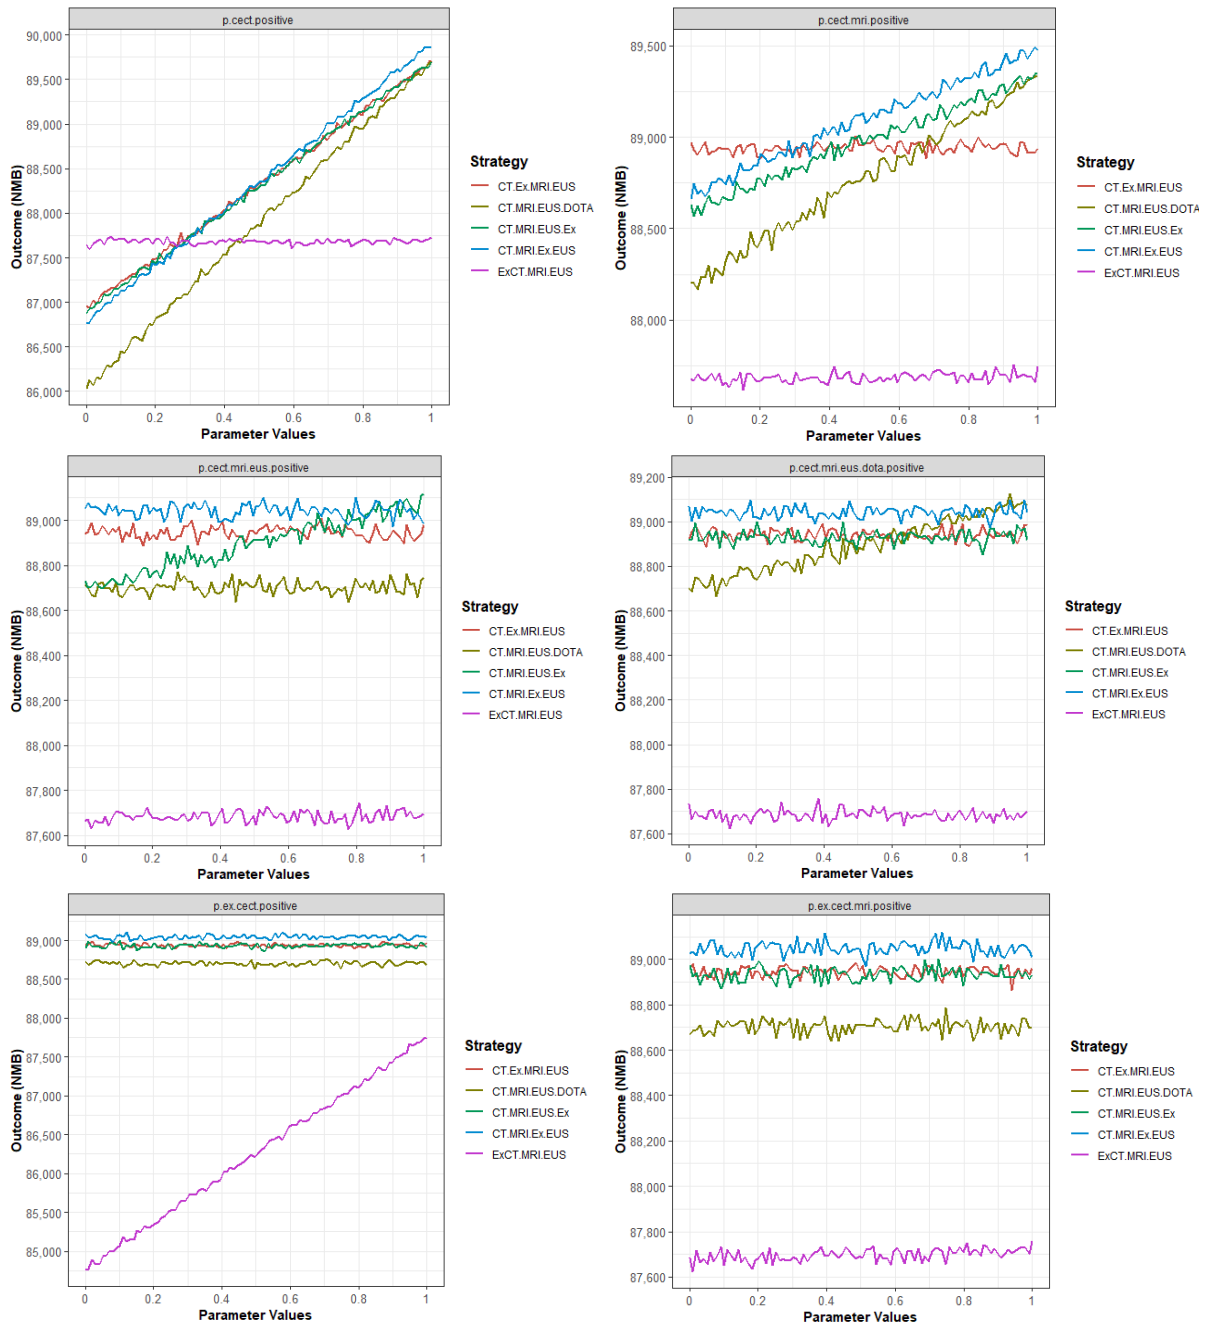 p.cect.positive
90,000
89,500
89,000
88,500
88,000
87,500
87,000
86,500
86,000
Outcome (NMB)
0
0.2
0.4
0.6
0.8
1
Parameter Values
Strategy
CT.Ex.MRI.EUS
CT.MRI.EUS.DOTA
CT.MRI.EUS.Ex
CT.MRI.Ex.EUS
ExCT.MRI.EUS
p.cect.mri.positive
89,500
89,000
88,500
88,000
Outcome (NMB)
0
0.2
0.4
0.6
0.8
1
Parameter Values
Strategy
CT.Ex.MRI.EUS
CT.MRI.EUS.DOTA
CT.MRI.EUS.Ex
CT.MRI.Ex.EUS
ExCT.MRI.EUS
p.cect.mri.eus.positive
89,000
88,800
88,600
88,400
88,200
88,000
87,800
87,600
Outcome (NMB)
0
0.2
0.4
0.6
0.8
1
Parameter Values
Strategy
CT.Ex.MRI.EUS
CT.MRI.EUS.DOTA
CT.MRI.EUS.Ex
CT.MRI.Ex.EUS
ExCT.MRI.EUS
p.cect.mri.eus.dota.positive
89,200
89,000
88,800
88,600
88,400
88,200
88,000
87,800
87,600
Outcome (NMB)
0
0.2
0.4
0.6
0.8
1
Parameter Values
Strategy
CT.Ex.MRI.EUS
CT.MRI.EUS.DOTA
CT.MRI.EUS.Ex
CT.MRI.Ex.EUS
ExCT.MRI.EUS
p.ex.cect.positive
89,000
88,500
88,000
87,500
87,000
86,500
86,000
85,500
85,000
Outcome (NMB)
0
0.2
0.4
0.6
0.8
1
Parameter Values
Strategy
CT.Ex.MRI.EUS
CT.MRI.EUS.DOTA
CT.MRI.EUS.Ex
CT.MRI.Ex.EUS
ExCT.MRI.EUS
p.ex.cect.mri.positive
89,000
88,800
88,600
88,400
88,200
88,000
87,800
87,600
Outcome (NMB)
0
0.2
0.4
0.6
0.8
1
Parameter Values
Strategy
CT.Ex.MRI.EUS
CT.MRI.EUS.DOTA
CT.MRI.EUS.Ex
CT.MRI.Ex.EUS
ExCT.MRI.EUS